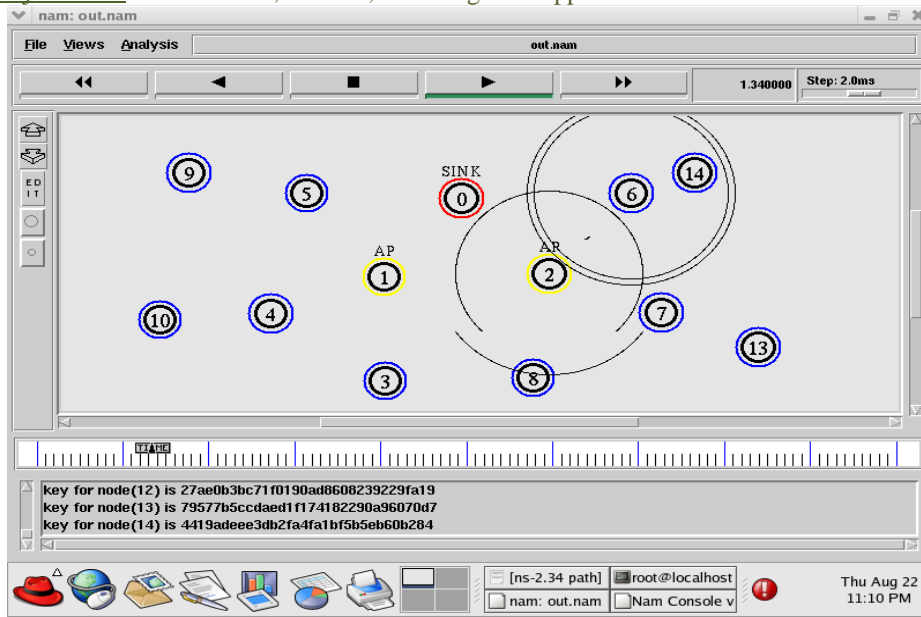 nam: out.nam
File Views Analysis out.nam
1.340000 Step: 2.0ms
ED
IT
9
5
SINK
0
6
14
AP
1
AP
2
10
4
7
13
3
8
TIME
key for node(12) is 27ae0b3bc71f0190ad8608239229fa19
key for node(13) is 79577b5ccdaed1f174182290a96070d7
key for node(14) is 4419adeee3db2fa4fa1bf5b5eb60b284
[ns-2.34 path] root@localhost
nam: out.nam Nam Console v
Thu Aug 22
11:10 PM